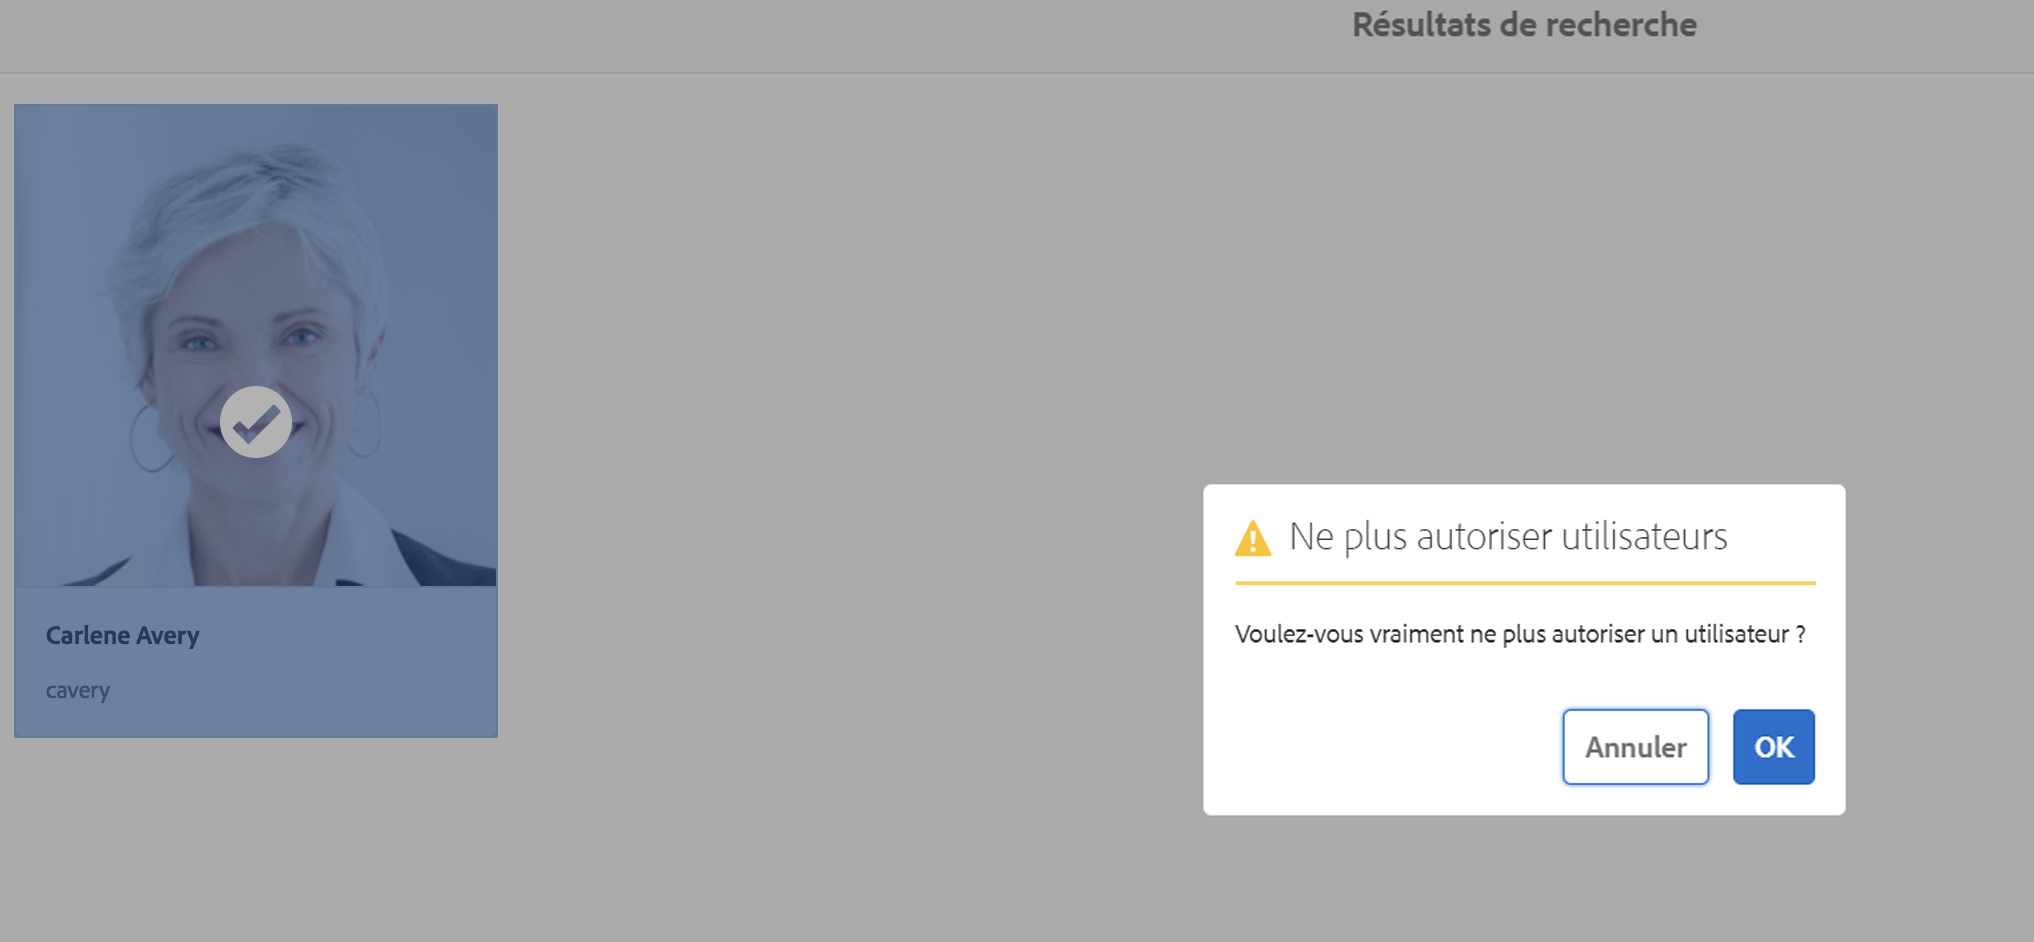 Résultats de recherche
Carlene Avery
cavery
Ne plus autoriser utilisateurs
Voulez-vous vraiment ne plus autoriser un utilisateur ?
Annuler
OK